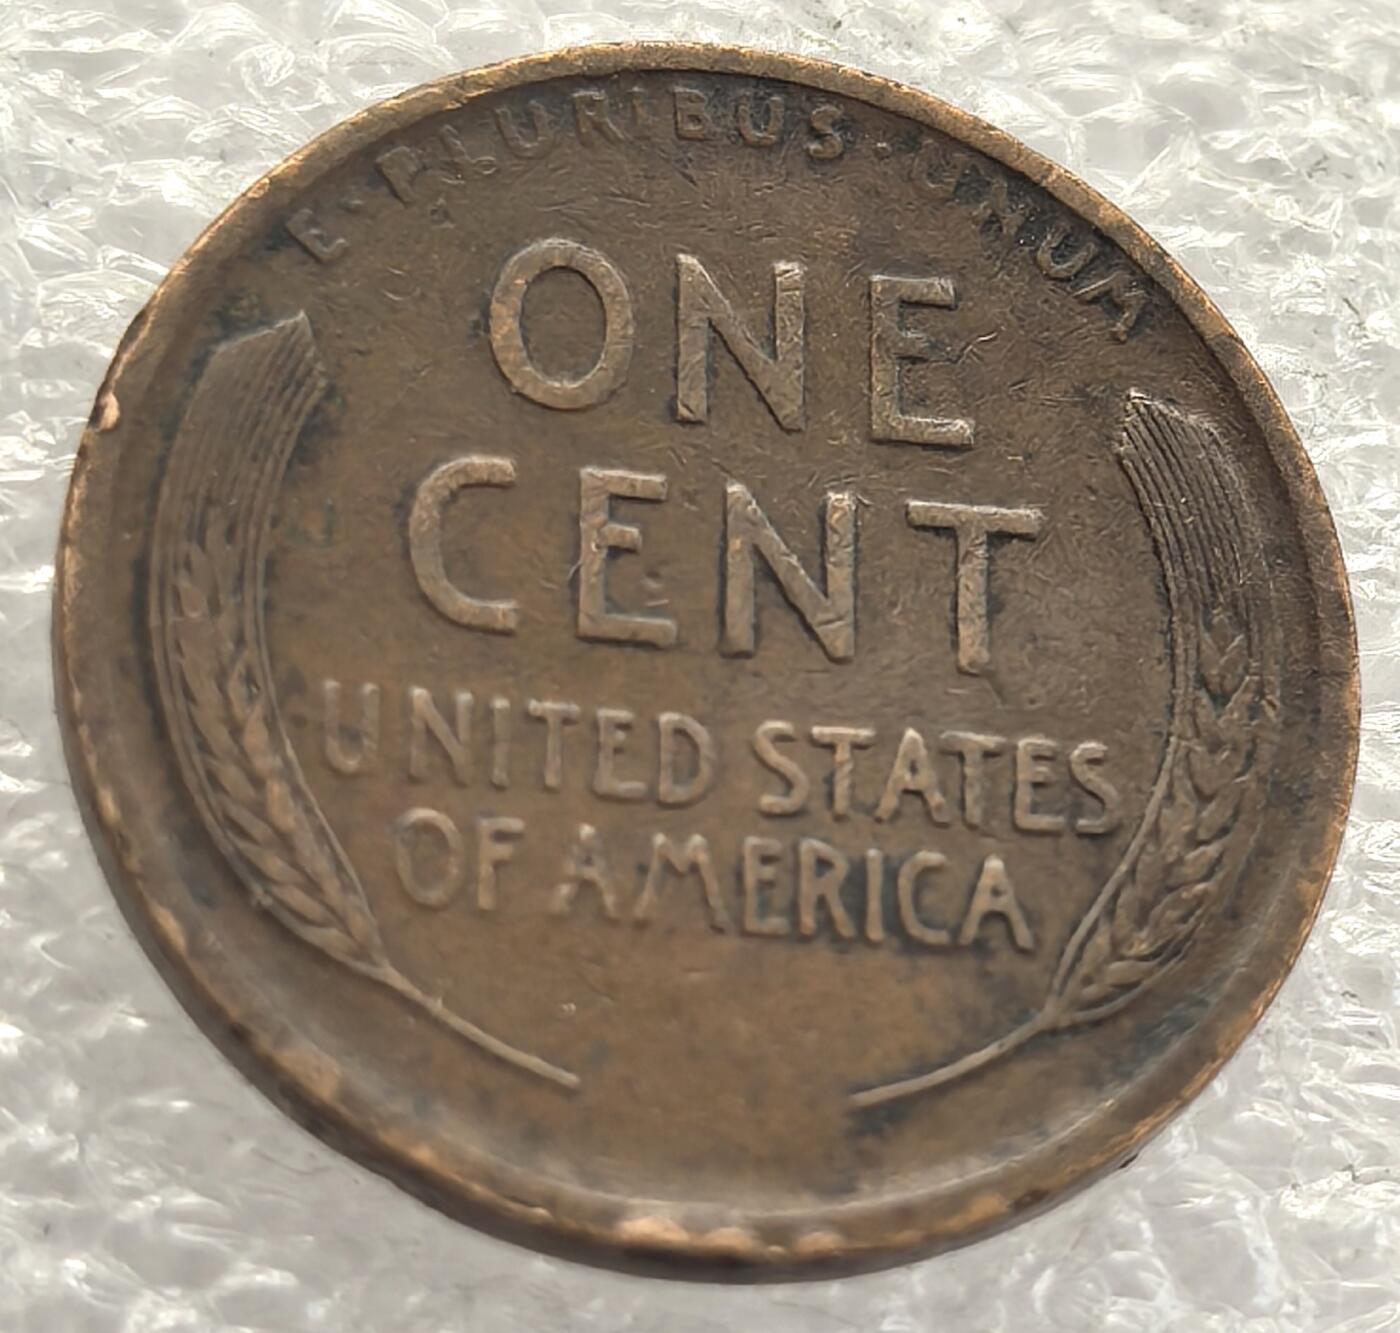 E·PLURIBUS·UNUM
ONE
CENT
UNITED STATES
OF AMERICA